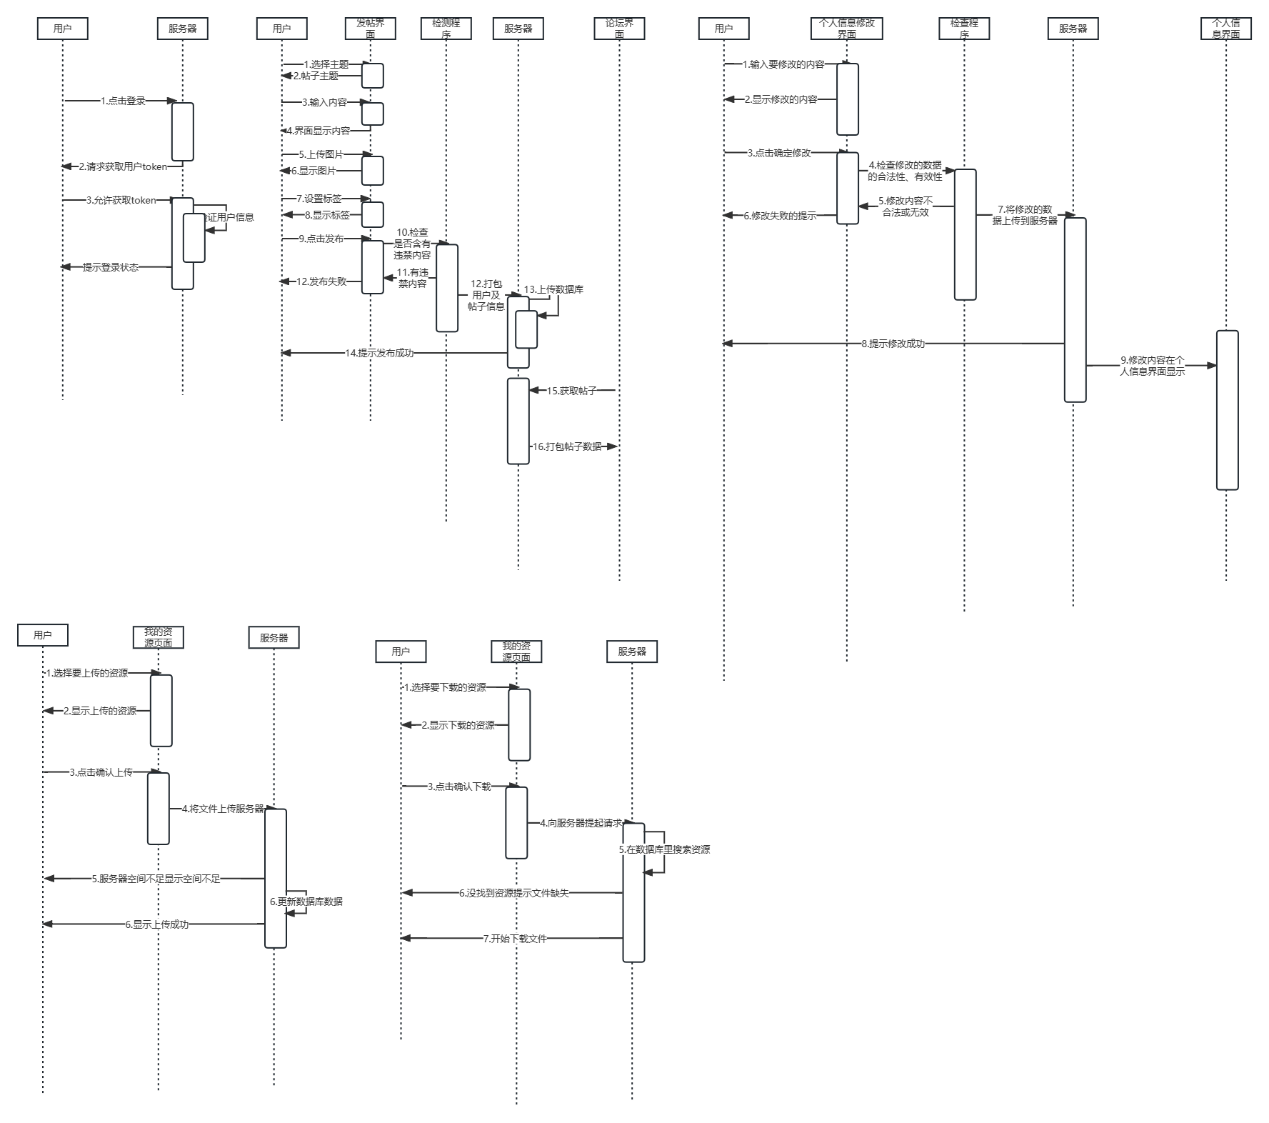 用户
服务器
1.点击登录
2.请求获取用户token
3.允许获取token
证用户信息
提示登录状态
用户
发帖界
面
检测程
序
服务器
论坛界
面
1.选择主题
2.帖子主题
3.输入内容
4.界面显示内容
5.上传图片
6.显示图片
7.设置标签
8.显示标签
9.点击发布
10.检查
是否含有
违禁内容
11.有违
禁内容
12.发布失败
12.打包
用户及
帖子信息
13.上传数据库
14.提示发布成功
15.获取帖子
16.打包帖子数据
用户
个人信息修改
界面
检查程
序
服务器
个人信
息界面
1.输入要修改的内容
2.显示修改的内容
3.点击确定修改
4.检查修改的数据
的合法性、有效性
5.修改内容不
合法或无效
6.修改失败的提示
7.将修改的数
据上传到服务器
8.提示修改成功
9.修改内容在个
人信息界面显示
用户
我的资
源页面
服务器
1.选择要上传的资源
2.显示上传的资源
3.点击确认上传
4.将文件上传服务器
5.服务器空间不足显示空间不足
6.更新数据库数据
6.显示上传成功
用户
我的资
源页面
服务器
1.选择要下载的资源
2.显示下载的资源
3.点击确认下载
4.向服务器提起请求
5.在数据库里搜索资源
6.没找到资源提示文件缺失
7.开始下载文件